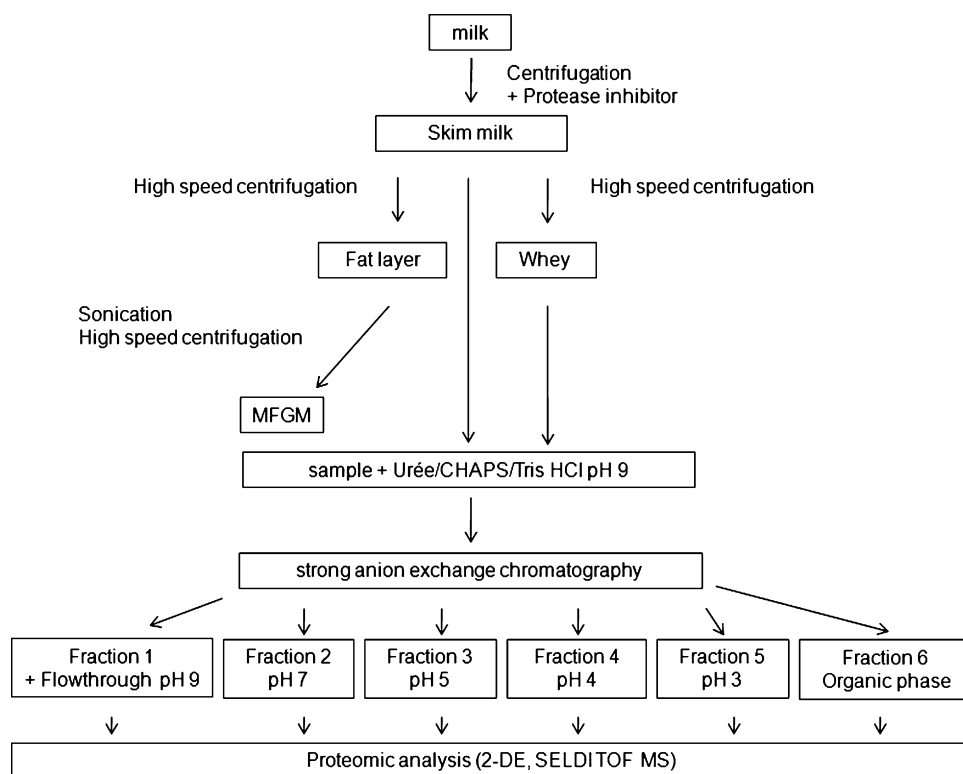 milk
Centrifugation
+ Protease inhibitor
Skim milk
High speed centrifugation
High speed centrifugation
Fat layer
Whey
Sonication
High speed centrifugation
MFGM
sample + Urée/CHAPS/Tris HCl pH 9
strong anion exchange chromatography
Fraction 1
+ Flowthrough pH 9
Fraction 2
pH 7
Fraction 3
pH 5
Fraction 4
pH 4
Fraction 5
pH 3
Fraction 6
Organic phase
Proteomic analysis (2-DE, SELDI TOF MS)